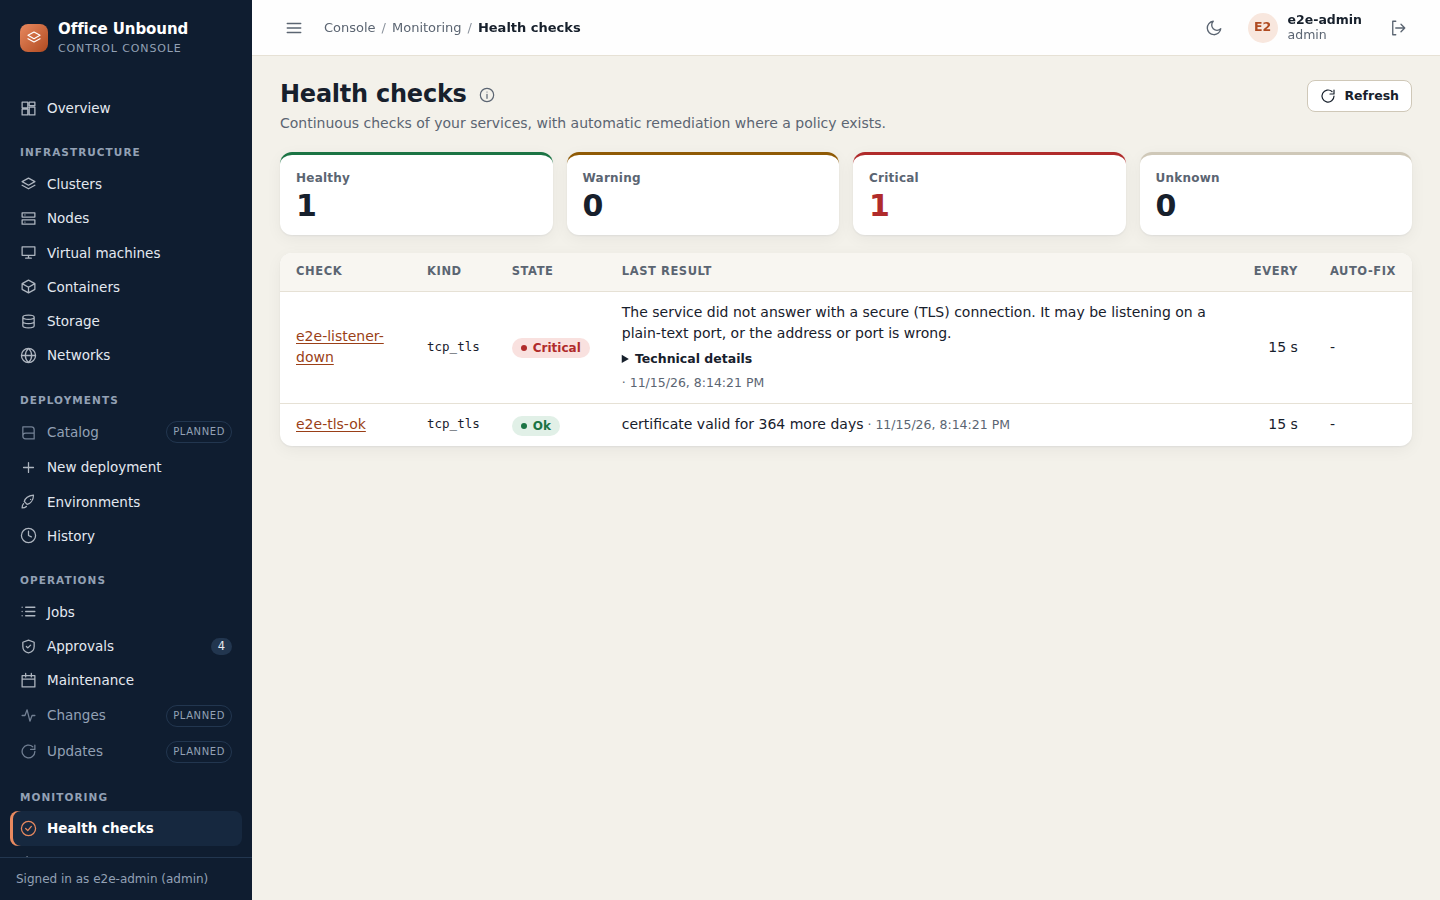 Office Unbound
CONTROL CONSOLE
Overview
INFRASTRUCTURE
Clusters
Nodes
Virtual machines
Containers
Storage
Networks
DEPLOYMENTS
Catalog PLANNED
New deployment
Environments
History
OPERATIONS
Jobs
Approvals 4
Maintenance
Changes PLANNED
Updates PLANNED
MONITORING
Health checks
Signed in as e2e-admin (admin)
Console / Monitoring / Health checks
E2 e2e-admin
admin
Health checks
Refresh
Continuous checks of your services, with automatic remediation where a policy exists.
Healthy
1
Warning
0
Critical
1
Unknown
0
CHECK KIND STATE LAST RESULT EVERY AUTO-FIX
e2e-listener-
down
tcp_tls
Critical
The service did not answer with a secure (TLS) connection. It may be listening on a
plain-text port, or the address or port is wrong.
Technical details
· 11/15/26, 8:14:21 PM
15 s
-
e2e-tls-ok tcp_tls Ok certificate valid for 364 more days · 11/15/26, 8:14:21 PM 15 s -